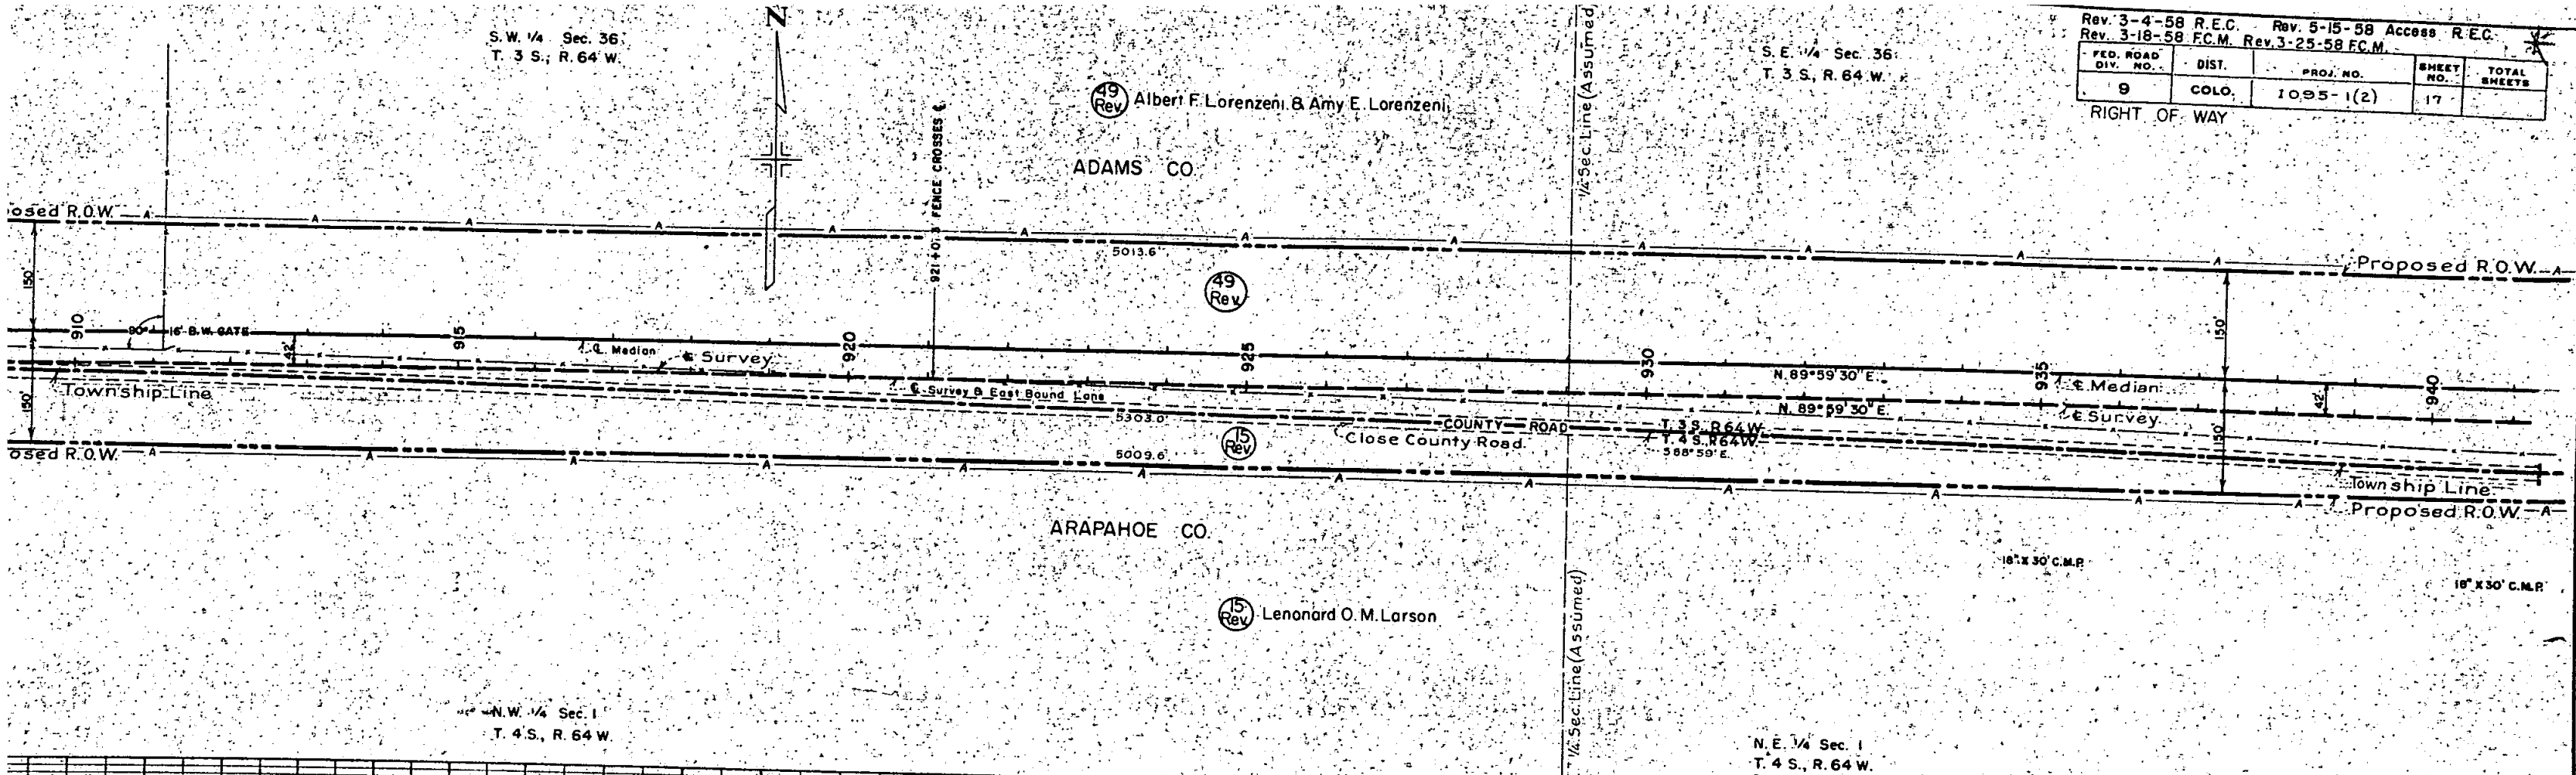 Rev. 3-4-58 R.E.C. Rev. 5-15-58 Access R.E.C.
Rev. 3-18-58 F.C.M. Rev. 3-25-58 F.C.M.
FED. ROAD DIV. NO. DIST. PROJ. NO. SHEET NO. TOTAL SHEETS
9 COLO. 1095-1(2) 17
RIGHT OF WAY
N
S.W. 1/4 Sec. 36
T. 3 S., R. 64 W.
S.E. 1/4 Sec. 36
T. 3 S., R. 64 W.
1/4 Sec. Line (Assumed)
49 Rev. Albert F. Lorenzeni & Amy E. Lorenzeni
ADAMS CO.
921+07.3 FENCE CROSSES ℄
osed R.O.W. A A A A A A A A A A A A
5013.6'
Proposed R.O.W. A
49 Rev.
150'
150'
910 915 920 925 930 935 940
90° 16' B.W. GATE
42'
℄ Median
℄ Survey
N. 89°59'30" E.
℄ Median
42'
Township Line
℄ Survey & East Bound Lane
N. 89°59'30" E.
℄ Survey
5303.0'
COUNTY ROAD
T. 3 S. R 64 W.
T. 4 S. R 64 W.
S 88°59' E.
15 Rev.
Close County Road
150'
150'
5009.6'
Township Line
osed R.O.W. A A A A A A A A A A A A
Proposed R.O.W. A
ARAPAHOE CO.
18" X 30' C.M.P.
18" X 30' C.M.P.
15 Rev. Lenonard O. M. Larson
1/4 Sec. Line (Assumed)
N.W. 1/4 Sec. 1
T. 4 S., R. 64 W.
N.E. 1/4 Sec. 1
T. 4 S., R. 64 W.